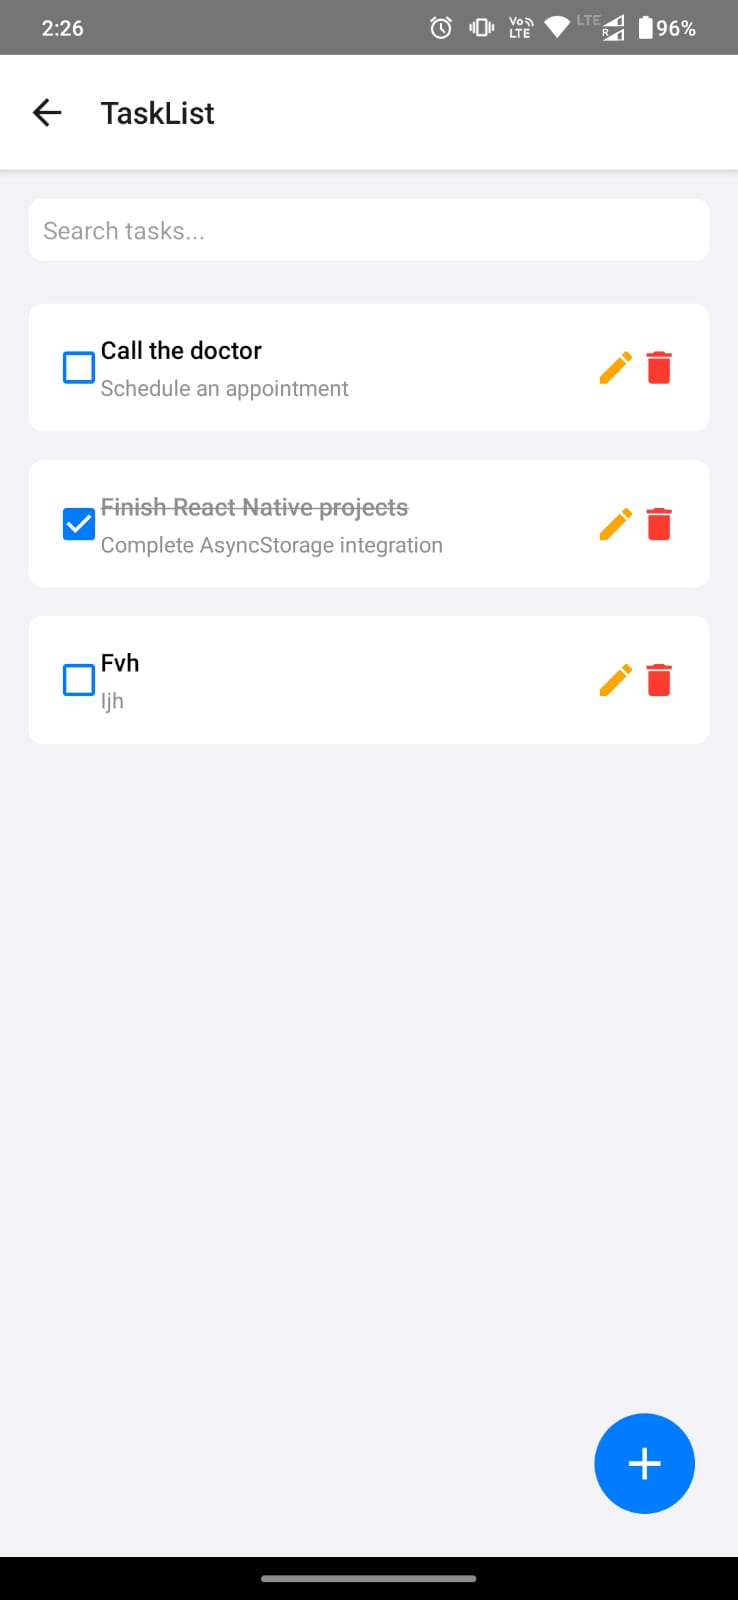 2:26
Vo LTE LTE R 96%
TaskList
Search tasks...
Call the doctor
Schedule an appointment
Finish React Native projects
Complete AsyncStorage integration
Fvh